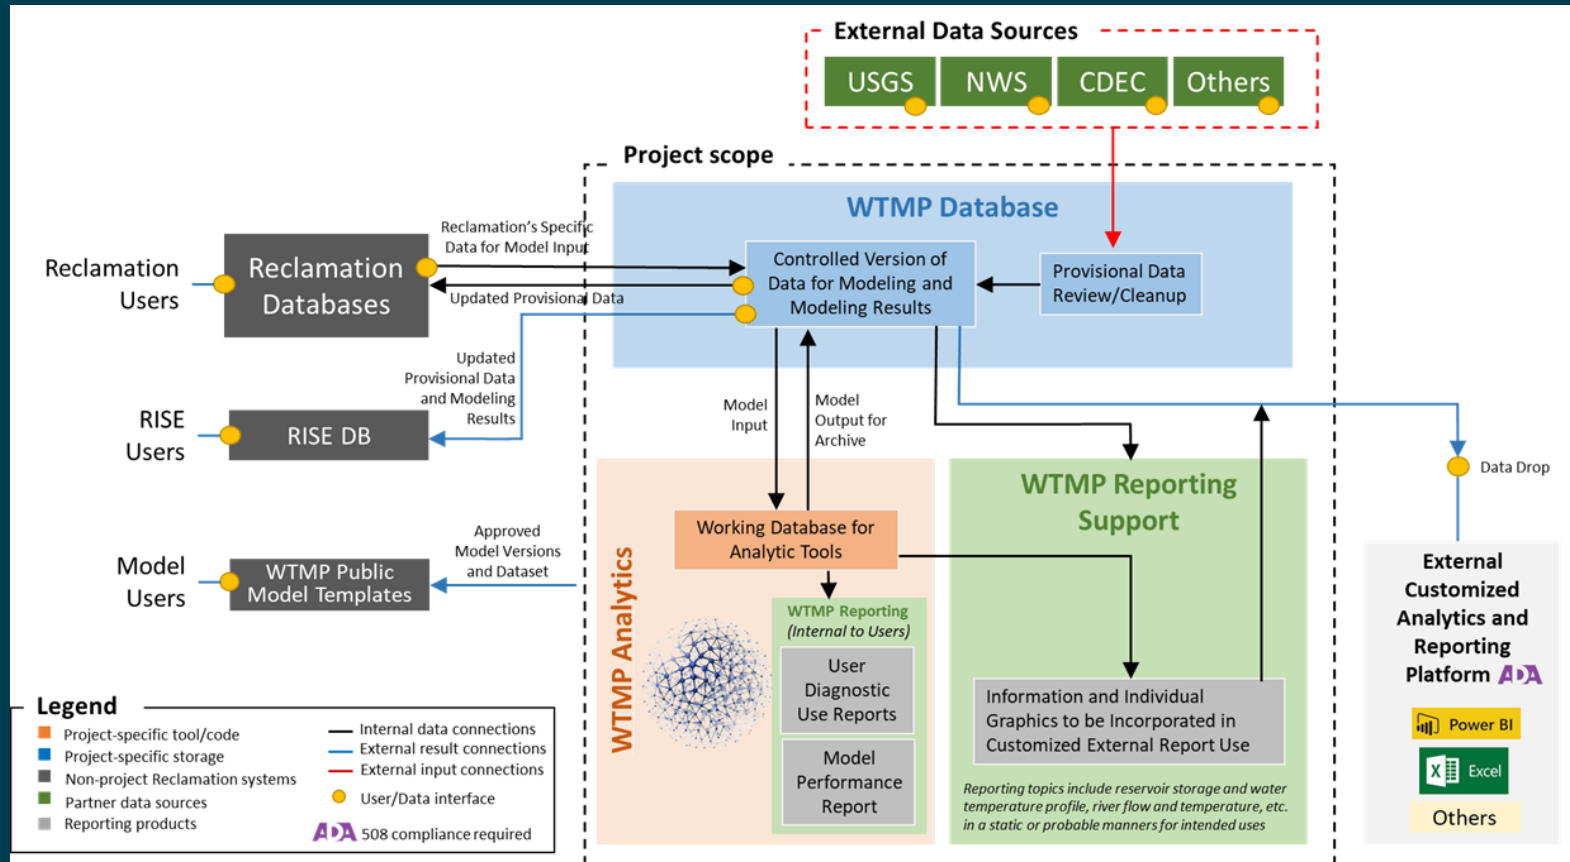 External Data Sources
USGS
NWS
CDEC
Others
Project scope
WTMP Database
Reclamation's Specific
Data for Model Input
Reclamation
Users
Reclamation
Databases
Updated Provisional Data
Controlled Version of
Data for Modeling and
Modeling Results
Provisional Data
Review/Cleanup
Updated
Provisional Data
and Modeling
Results
RISE
Users
RISE DB
Model
Input
Model
Output for
Archive
Data Drop
WTMP Reporting
Support
Working Database for
Analytic Tools
Approved
Model Versions
and Dataset
Model
Users
WTMP Public
Model Templates
WTMP Analytics
WTMP Reporting
(Internal to Users)
User
Diagnostic
Use Reports
Model
Performance
Report
Information and Individual
Graphics to be Incorporated in
Customized External Report Use
Reporting topics include reservoir storage and water
temperature profile, river flow and temperature, etc.
in a static or probable manners for intended uses
External
Customized
Analytics and
Reporting
Platform ADA
Power BI
Excel
Others
Legend
Project-specific tool/code
Project-specific storage
Non-project Reclamation systems
Partner data sources
Reporting products
Internal data connections
External result connections
External input connections
User/Data interface
ADA 508 compliance required